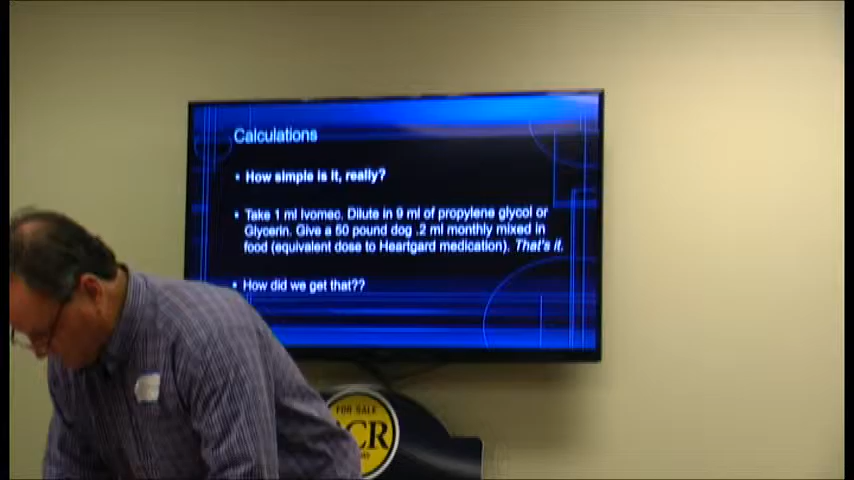 Calculations
• How simple is it, really?
• Take 1 ml Ivomec. Dilute in 9 ml of propylene glycol or
Glycerin. Give a 50 pound dog .2 ml monthly mixed in
food (equivalent dose to Heartgard medication). That's it.
• How did we get that??
FOR SALE
CR